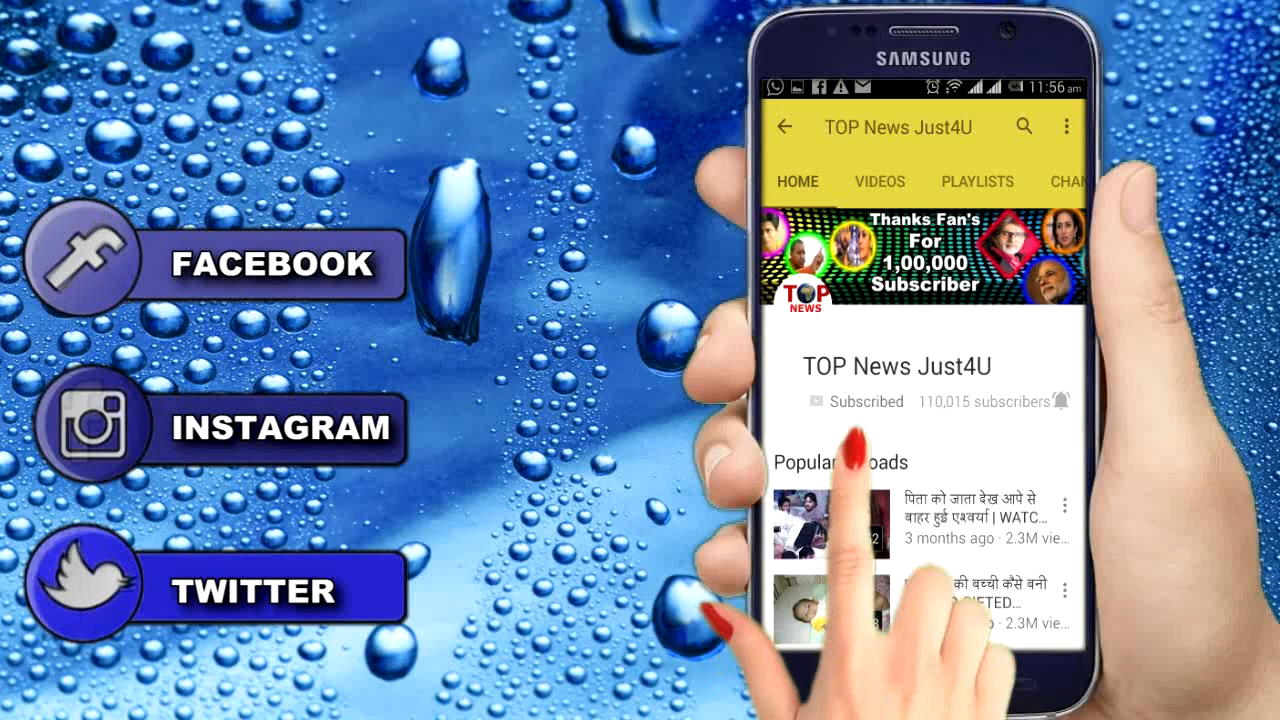 FACEBOOK
INSTAGRAM
TWITTER
SAMSUNG
11:56 am
TOP News Just4U
HOME VIDEOS PLAYLISTS CHAN
Thanks Fan's
For
1,00,000
Subscriber
TOP
NEWS
TOP News Just4U
Subscribed 110,015 subscribers
Popular oads
पिता को जाता देख आपे से
बाहर हुई एश्वर्या | WATC...
3 months ago · 2.3M vie...
की बच्ची कैसे बनी
· 2.3M vie...